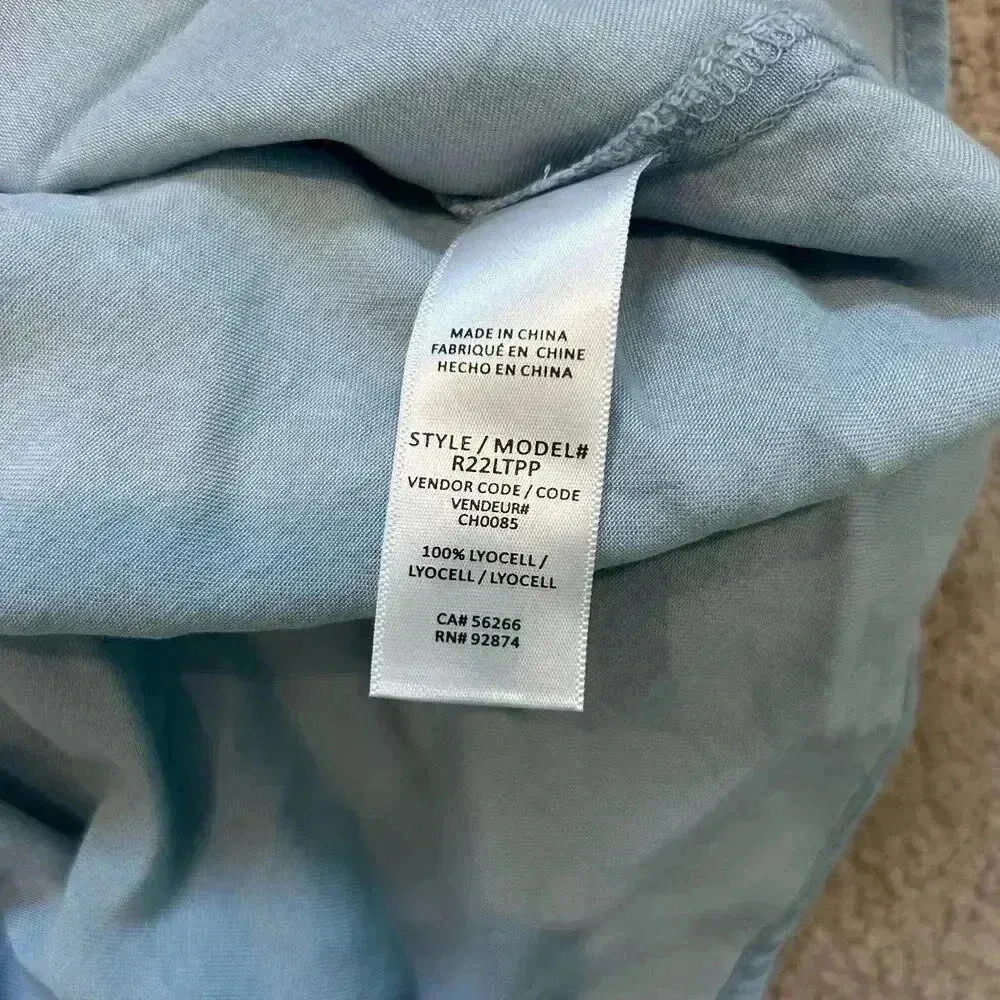 MADE IN CHINA
FABRIQUÉ EN CHINE
HECHO EN CHINA
STYLE / MODEL#
R22LTPP
VENDOR CODE / CODE
VENDEUR#
CH0085
100% LYOCELL /
LYOCELL / LYOCELL
CA# 56266
RN# 92874